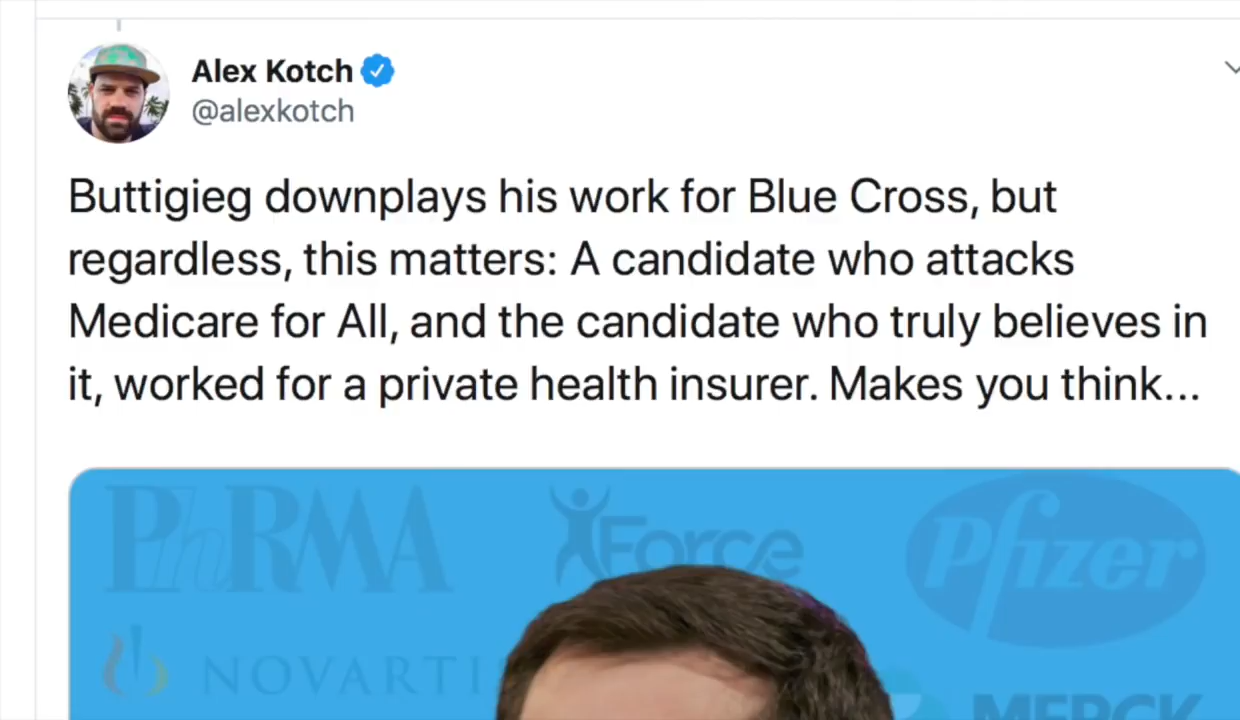 Alex Kotch
@alexkotch
Buttigieg downplays his work for Blue Cross, but
regardless, this matters: A candidate who attacks
Medicare for All, and the candidate who truly believes in
it, worked for a private health insurer. Makes you think...
PhRMA
Force
Pfizer
NOVARTI
MERCK